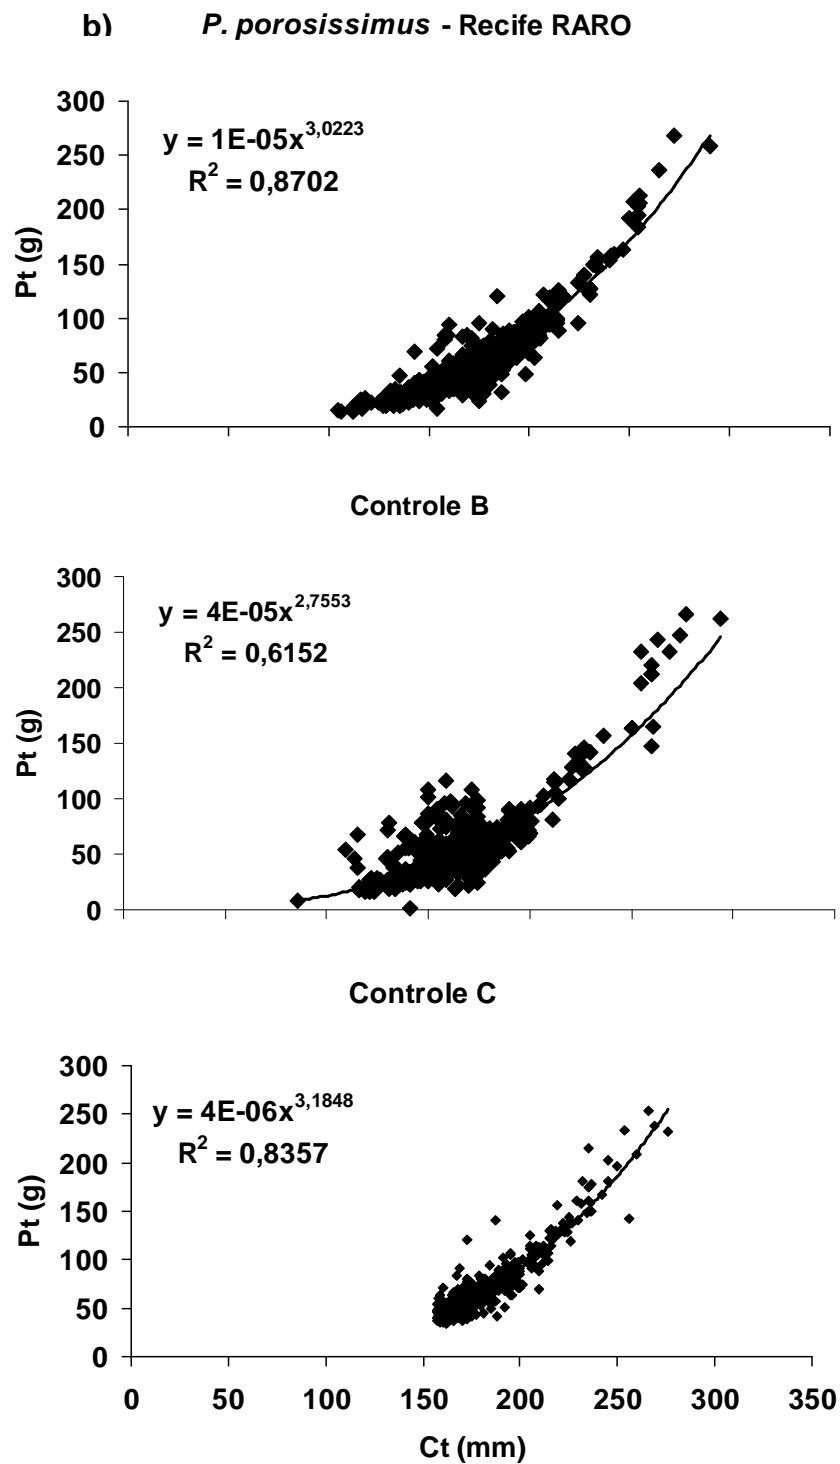 b) P. porosissimus - Recife RARO
300
250
200
150
100
50
0
Pt (g)
y = 1E-05x^3,0223
R² = 0,8702
Controle B
300
250
200
150
100
50
0
Pt (g)
y = 4E-05x^2,7553
R² = 0,6152
Controle C
300
250
200
150
100
50
0
Pt (g)
y = 4E-06x^3,1848
R² = 0,8357
0 50 100 150 200 250 300 350
Ct (mm)